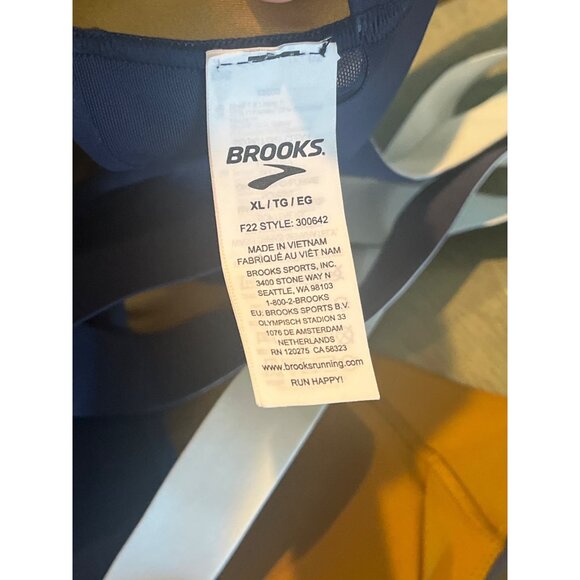 BROOKS
XL / TG / EG
F22 STYLE: 300642
MADE IN VIETNAM
FABRIQUÉ AU VIÊT NAM
BROOKS SPORTS, INC.
3400 STONE WAY N
SEATTLE, WA 98103
1-800-2-BROOKS
EU: BROOKS SPORTS B.V.
OLYMPISCH STADION 33
1076 DE AMSTERDAM
NETHERLANDS
RN 120275 CA 58323
www.brooksrunning.com
RUN HAPPY!